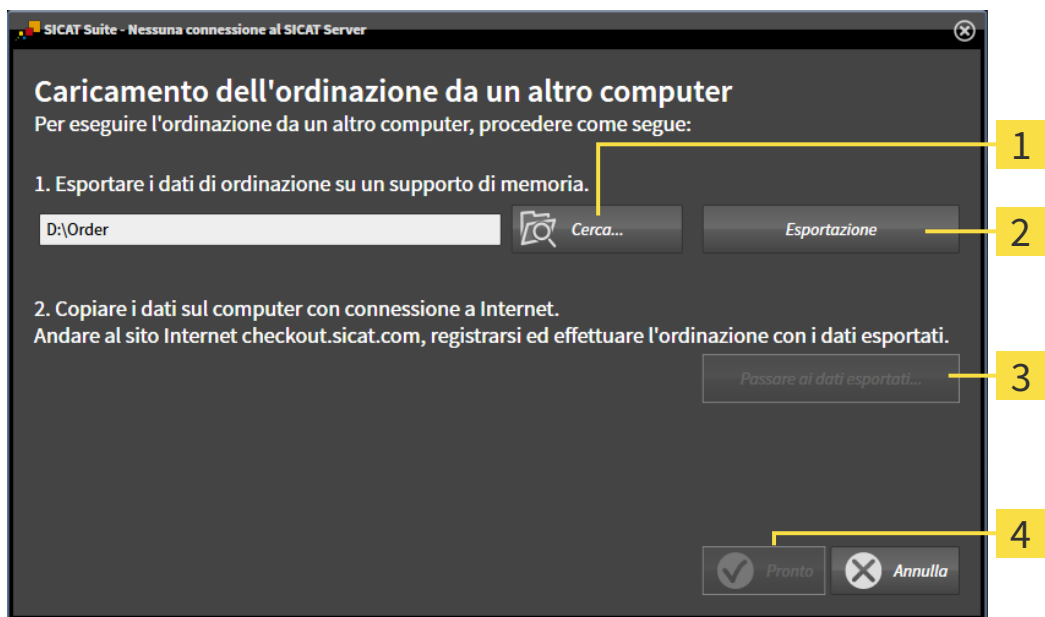 SICAT Suite - Nessuna connessione al SICAT Server
Caricamento dell'ordinazione da un altro computer
Per eseguire l'ordinazione da un altro computer, procedere come segue:
1
1. Esportare i dati di ordinazione su un supporto di memoria.
D:\Order
Cerca...
Esportazione
2
2. Copiare i dati sul computer con connessione a Internet.
Andare al sito Internet checkout.sicat.com, registrarsi ed effettuare l'ordinazione con i dati esportati.
Passare ai dati esportati...
3
4
Pronto
Annulla